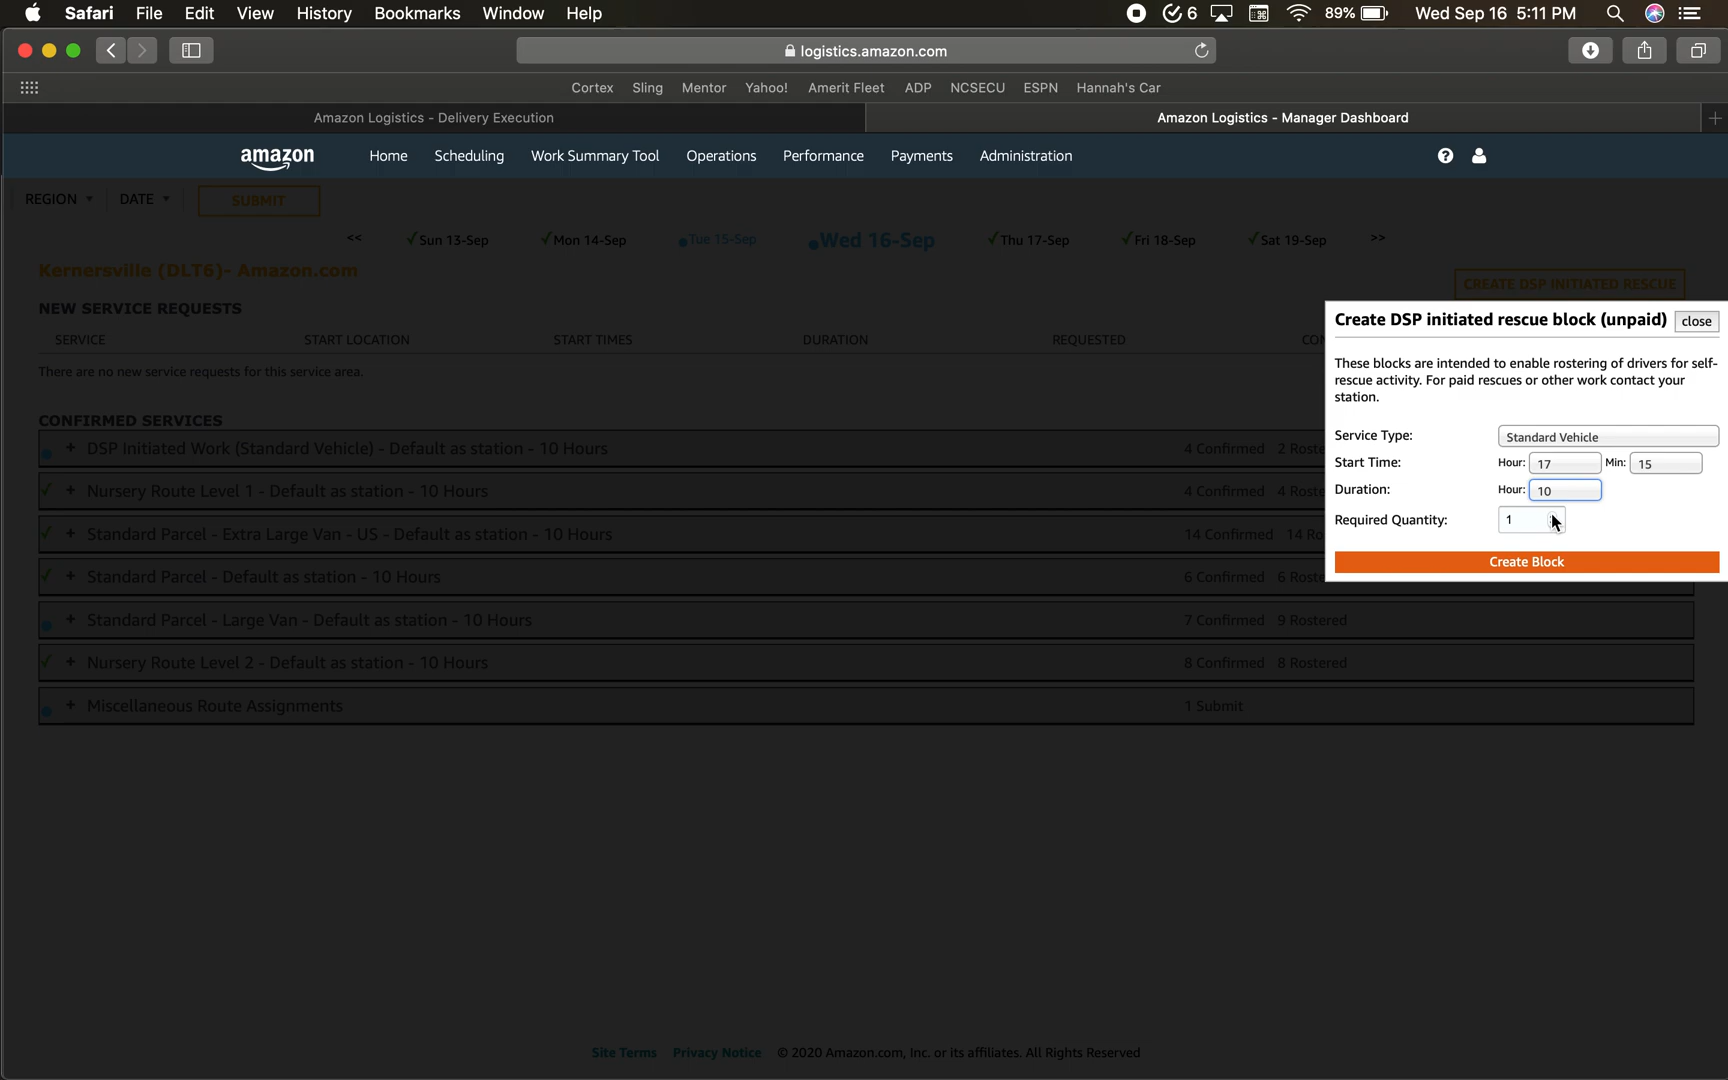 Safari File Edit View History Bookmarks Window Help 6 89% Wed Sep 16 5:11 PM
logistics.amazon.com
Cortex Sling Mentor Yahoo! Amerit Fleet ADP NCSECU ESPN Hannah's Car
Amazon Logistics - Delivery Execution Amazon Logistics - Manager Dashboard
amazon Home Scheduling Work Summary Tool Operations Performance Payments Administration
REGION DATE SUBMIT
<< Sun 13-Sep Mon 14-Sep Tue 15-Sep Wed 16-Sep Thu 17-Sep Fri 18-Sep Sat 19-Sep >>
Kernersville (DLT6)- Amazon.com
CREATE DSP INITIATED RESCUE
NEW SERVICE REQUESTS
SERVICE START LOCATION START TIMES DURATION REQUESTED
There are no new service requests for this service area.
CONFIRMED SERVICES
+ DSP Initiated Work (Standard Vehicle) - Default as station - 10 Hours 4 Confirmed 2
+ Nursery Route Level 1 - Default as station - 10 Hours 4 Confirmed 4
+ Standard Parcel - Extra Large Van - US - Default as station - 10 Hours 14 Confirmed 14
+ Standard Parcel - Default as station - 10 Hours 6 Confirmed 6
+ Standard Parcel - Large Van - Default as station - 10 Hours 7 Confirmed 9 Rostered
+ Nursery Route Level 2 - Default as station - 10 Hours 8 Confirmed 8 Rostered
+ Miscellaneous Route Assignments 1 Submit
Create DSP initiated rescue block (unpaid) close
These blocks are intended to enable rostering of drivers for self-
rescue activity. For paid rescues or other work contact your
station.
Service Type: Standard Vehicle
Start Time: Hour: 17 Min: 15
Duration: Hour: 10
Required Quantity: 1
Create Block
Site Terms Privacy Notice © 2020 Amazon.com, Inc. or its affiliates. All Rights Reserved